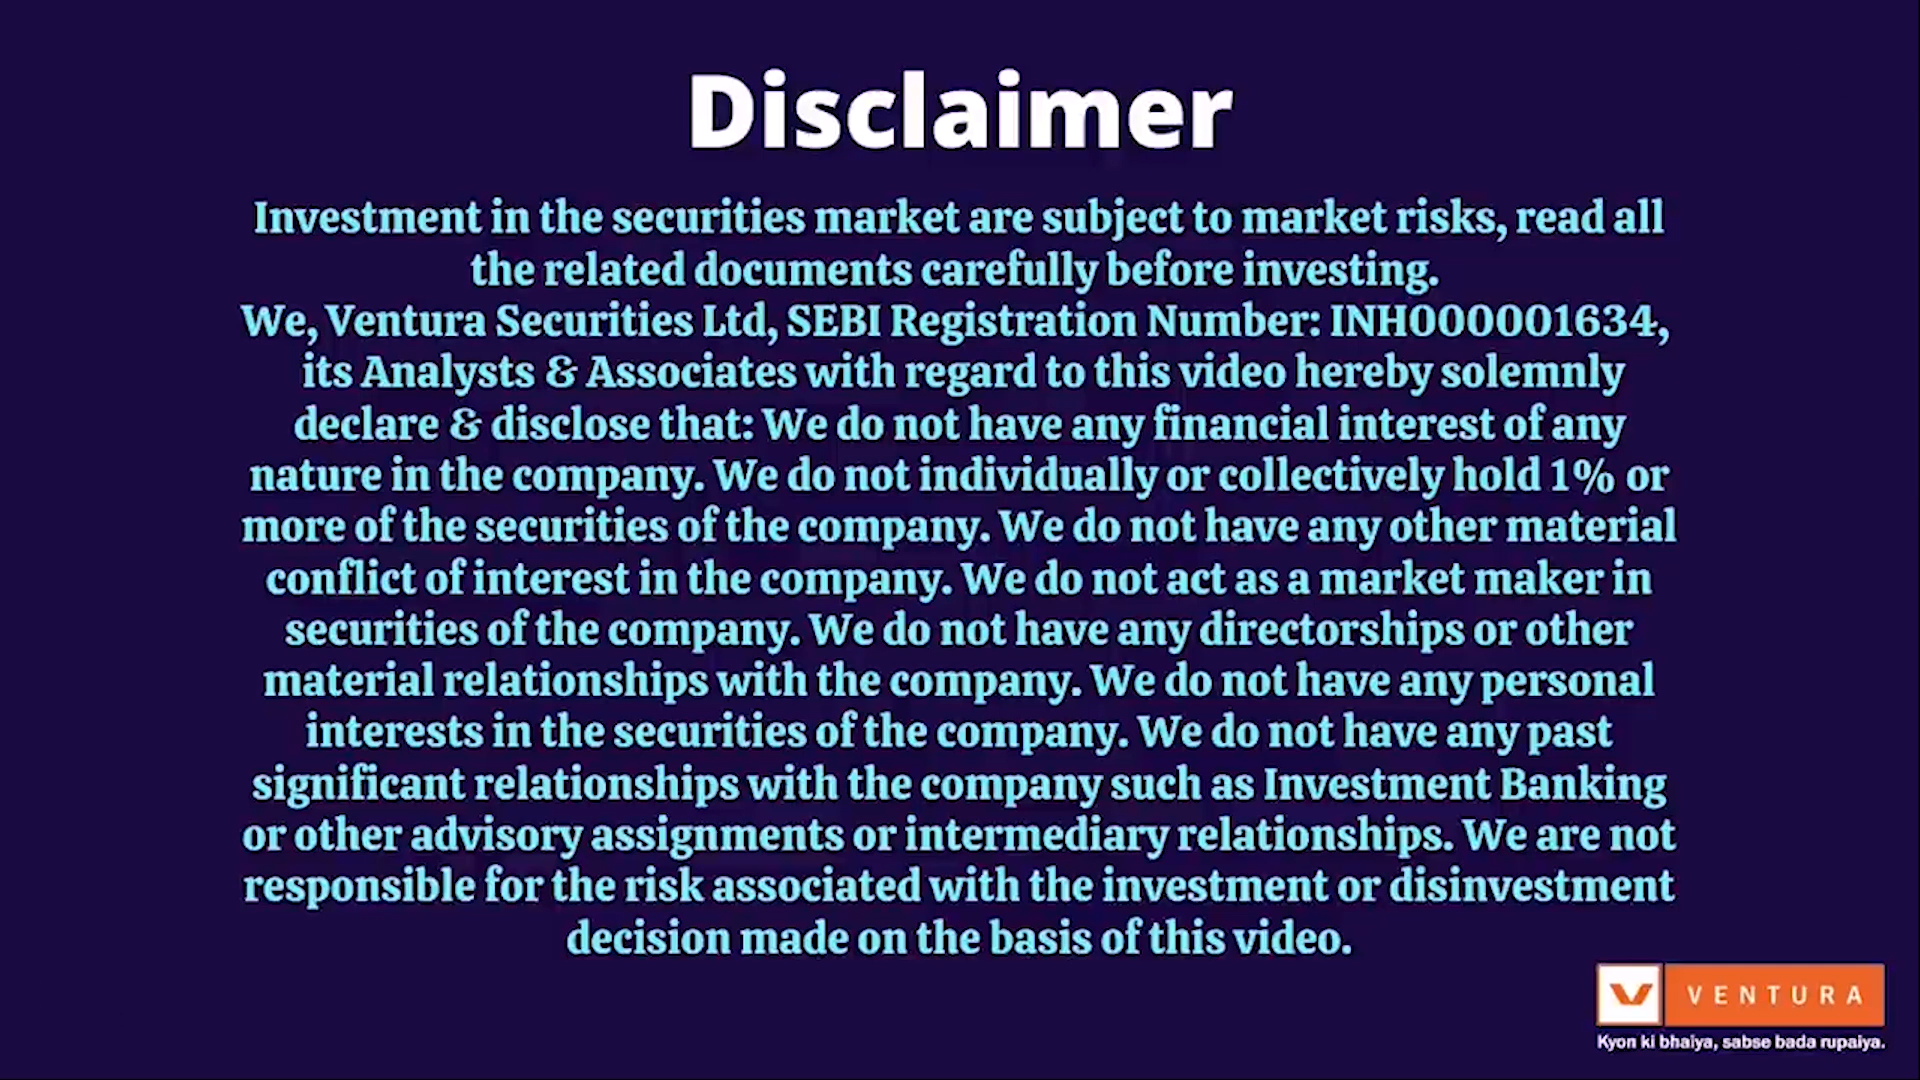 Disclaimer
Investment in the securities market are subject to market risks, read all
the related documents carefully before investing.
We, Ventura Securities Ltd, SEBI Registration Number: INH000001634,
its Analysts & Associates with regard to this video hereby solemnly
declare & disclose that: We do not have any financial interest of any
nature in the company. We do not individually or collectively hold 1% or
more of the securities of the company. We do not have any other material
conflict of interest in the company. We do not act as a market maker in
securities of the company. We do not have any directorships or other
material relationships with the company. We do not have any personal
interests in the securities of the company. We do not have any past
significant relationships with the company such as Investment Banking
or other advisory assignments or intermediary relationships. We are not
responsible for the risk associated with the investment or disinvestment
decision made on the basis of this video.
VENTURA
Kyon ki bhaiya, sabse bada rupaiya.